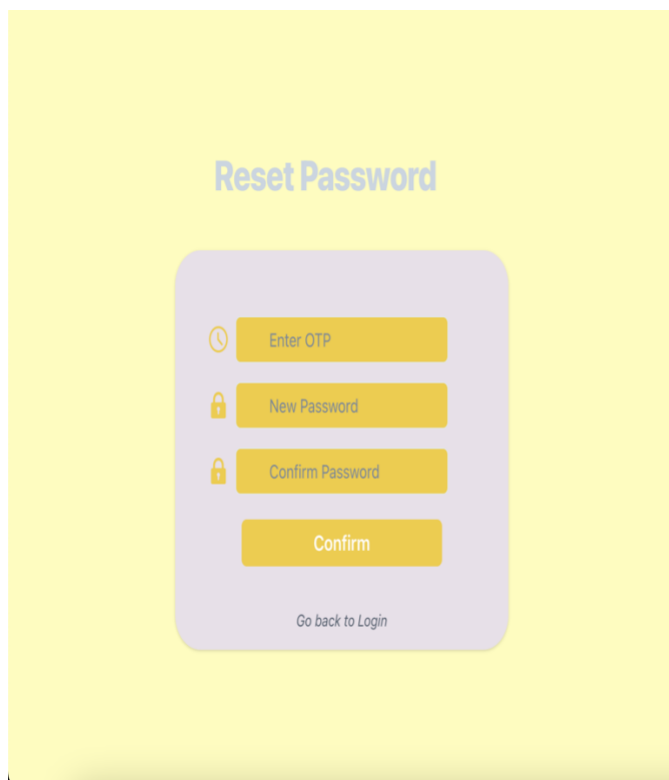 Reset Password
Enter OTP
New Password
Confirm Password
Confirm
Go back to Login